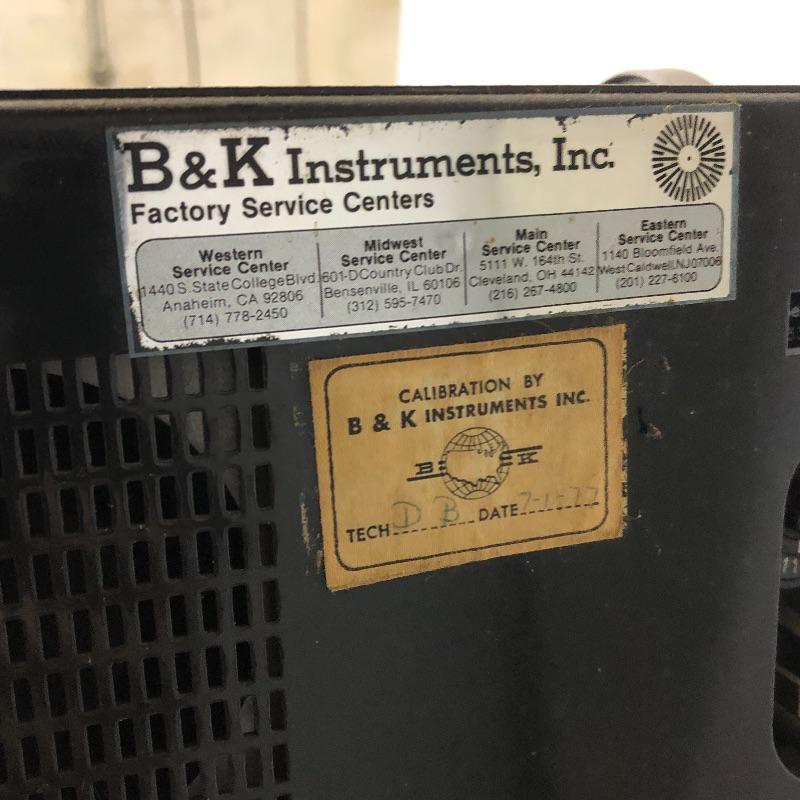 B & K Instruments, Inc.
Factory Service Centers
Western
Service Center
1440 S. State College Blvd.
Anaheim, CA 92806
(714) 778-2450
Midwest
Service Center
601-D Country Club Dr.
Bensenville, IL 60106
(312) 595-7470
Main
Service Center
5111 W. 164th St.
Cleveland, OH 44142
(216) 267-4800
Eastern
Service Center
1140 Bloomfield Ave.
West Caldwell, NJ 07006
(201) 227-6100
CALIBRATION BY
B & K INSTRUMENTS INC.
B K
TECH D B DATE 7-1-77